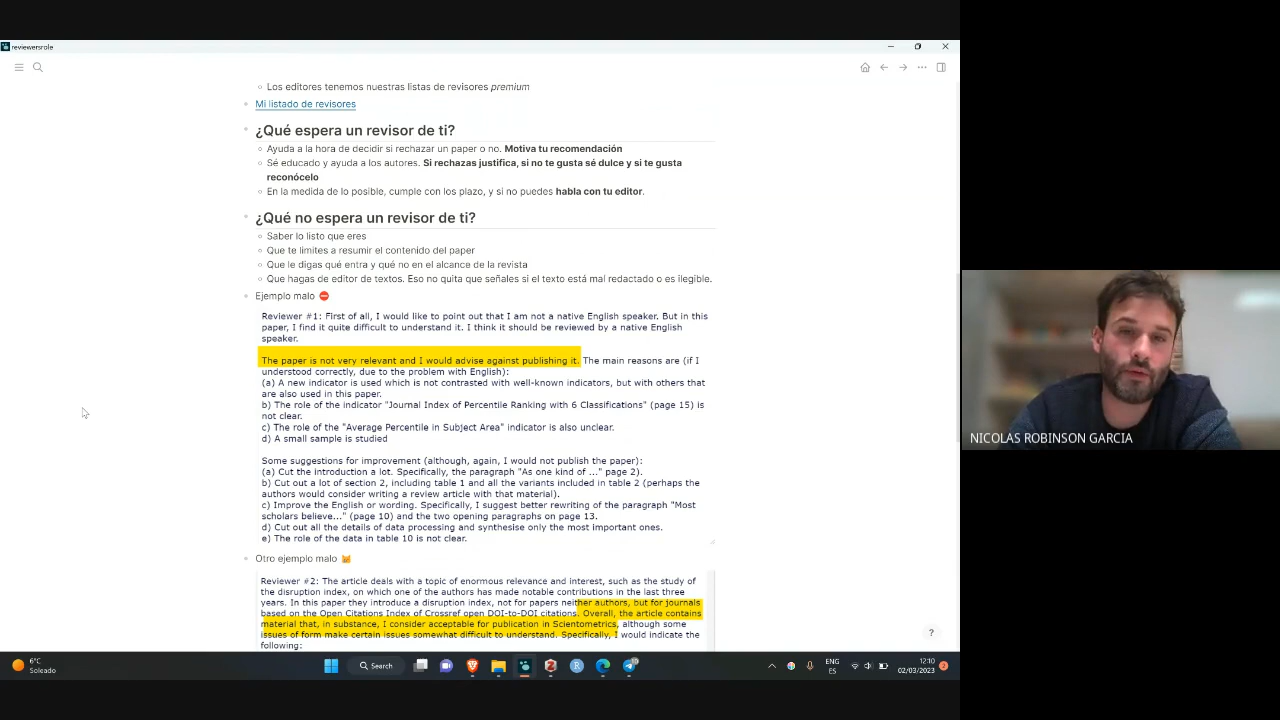 reviewersrole
Los editores tenemos nuestras listas de revisores premium
Mi listado de revisores
¿Qué espera un revisor de ti?
Ayuda a la hora de decidir si rechazar un paper o no. Motiva tu recomendación
Sé educado y ayuda a los autores. Si rechazas justifica, si no te gusta sé dulce y si te gusta
reconócelo
En la medida de lo posible, cumple con los plazo, y si no puedes habla con tu editor.
¿Qué no espera un revisor de ti?
Saber lo listo que eres
Que te limites a resumir el contenido del paper
Que le digas qué entra y qué no en el alcance de la revista
Que hagas de editor de textos. Eso no quita que señales si el texto está mal redactado o es ilegible.
Ejemplo malo
Reviewer #1: First of all, I would like to point out that I am not a native English speaker. But in this
paper, I find it quite difficult to understand it. I think it should be reviewed by a native English
speaker.
The paper is not very relevant and I would advise against publishing it. The main reasons are (if I
understood correctly, due to the problem with English):
(a) A new indicator is used which is not contrasted with well-known indicators, but with others that
are also used in this paper.
b) The role of the indicator "Journal Index of Percentile Ranking with 6 Classifications" (page 15) is
not clear.
c) The role of the "Average Percentile in Subject Area" indicator is also unclear.
d) A small sample is studied
Some suggestions for improvement (although, again, I would not publish the paper):
(a) Cut the introduction a lot. Specifically, the paragraph "As one kind of ..." page 2).
b) Cut out a lot of section 2, including table 1 and all the variants included in table 2 (perhaps the
authors would consider writing a review article with that material).
c) Improve the English or wording. Specifically, I suggest better rewriting of the paragraph "Most
scholars believe..." (page 10) and the two opening paragraphs on page 13.
d) Cut out all the details of data processing and synthesise only the most important ones.
e) The role of the data in table 10 is not clear.
Otro ejemplo malo
Reviewer #2: The article deals with a topic of enormous relevance and interest, such as the study of
the disruption index, on which one of the authors has made notable contributions in the last three
years. In this paper they introduce a disruption index, not for papers neither authors, but for journals
based on the Open Citations Index of Crossref open DOI-to-DOI citations. Overall, the article contains
material that, in substance, I consider acceptable for publication in Scientometrics, although some
issues of form make certain issues somewhat difficult to understand. Specifically, I would indicate the
following:
?
NICOLAS ROBINSON GARCIA
6°C
Soleado
Search
ENG
ES
12:10
02/03/2023
2